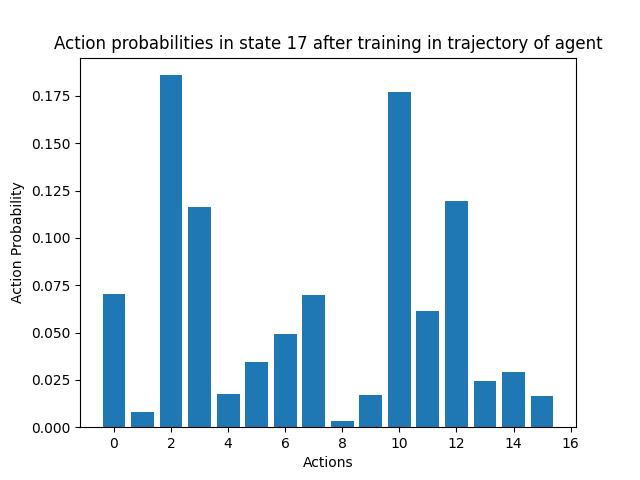 Action probabilities in state 17 after training in trajectory of agent
0.175
0.150
0.125
0.100
0.075
0.050
0.025
0.000
Action Probability
0 2 4 6 8 10 12 14 16
Actions